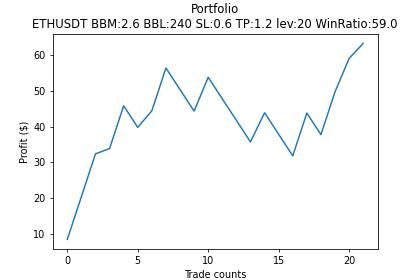 Portfolio
ETHUSDT BBM:2.6 BBL:240 SL:0.6 TP:1.2 lev:20 WinRatio:59.0
60
50
40
30
20
10
Profit ($)
0 5 10 15 20
Trade counts